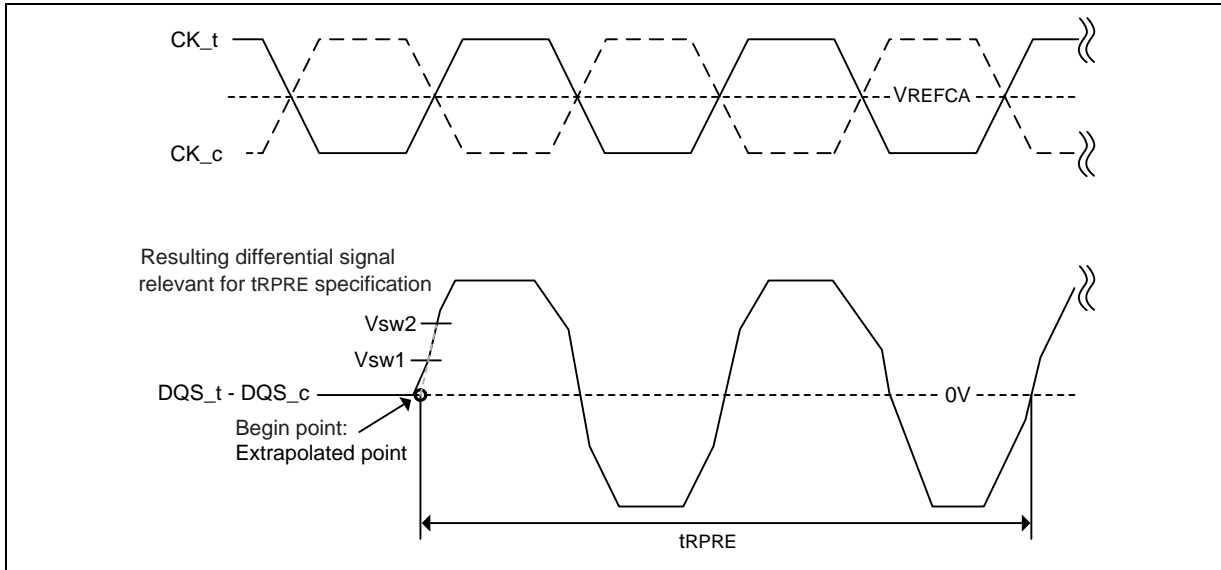 CK_t
VREFCA
CK_c
Resulting differential signal
relevant for tRPRE specification
Vsw2
Vsw1
DQS_t - DQS_c
0V
Begin point:
Extrapolated point
tRPRE